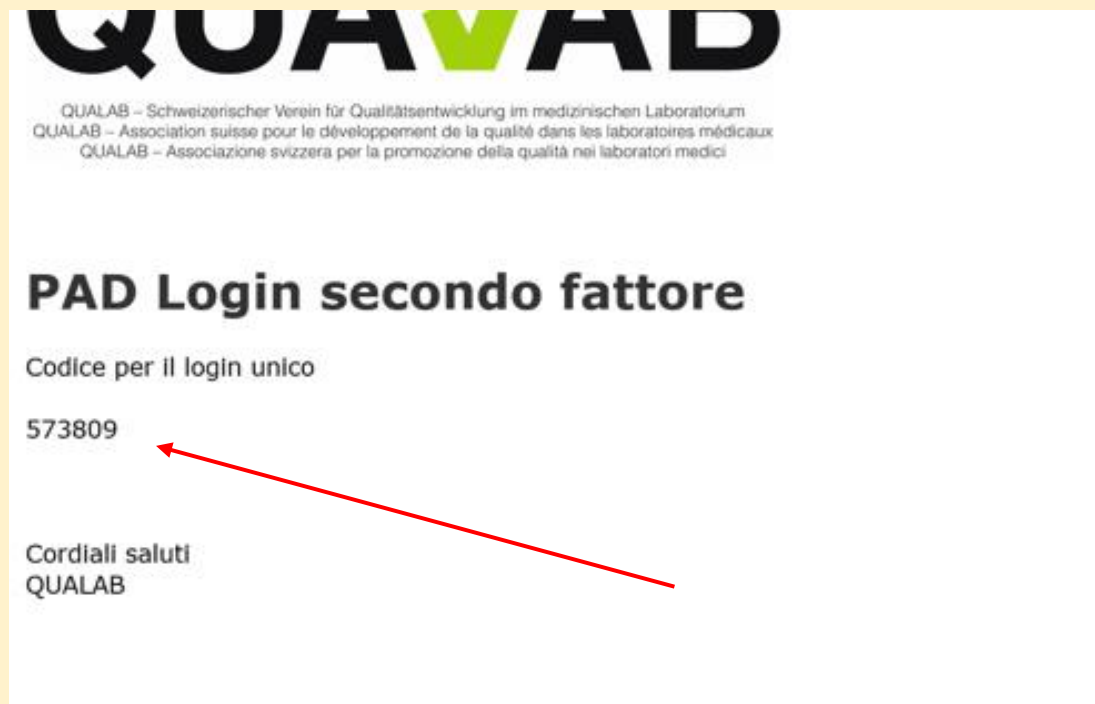 QUALAB
QUALAB – Schweizerischer Verein für Qualitätsentwicklung im medizinischen Laboratorium
QUALAB – Association suisse pour le développement de la qualité dans les laboratoires médicaux
QUALAB – Associazione svizzera per la promozione della qualità nei laboratori medici
PAD Login secondo fattore
Codice per il login unico
573809
Cordiali saluti
QUALAB